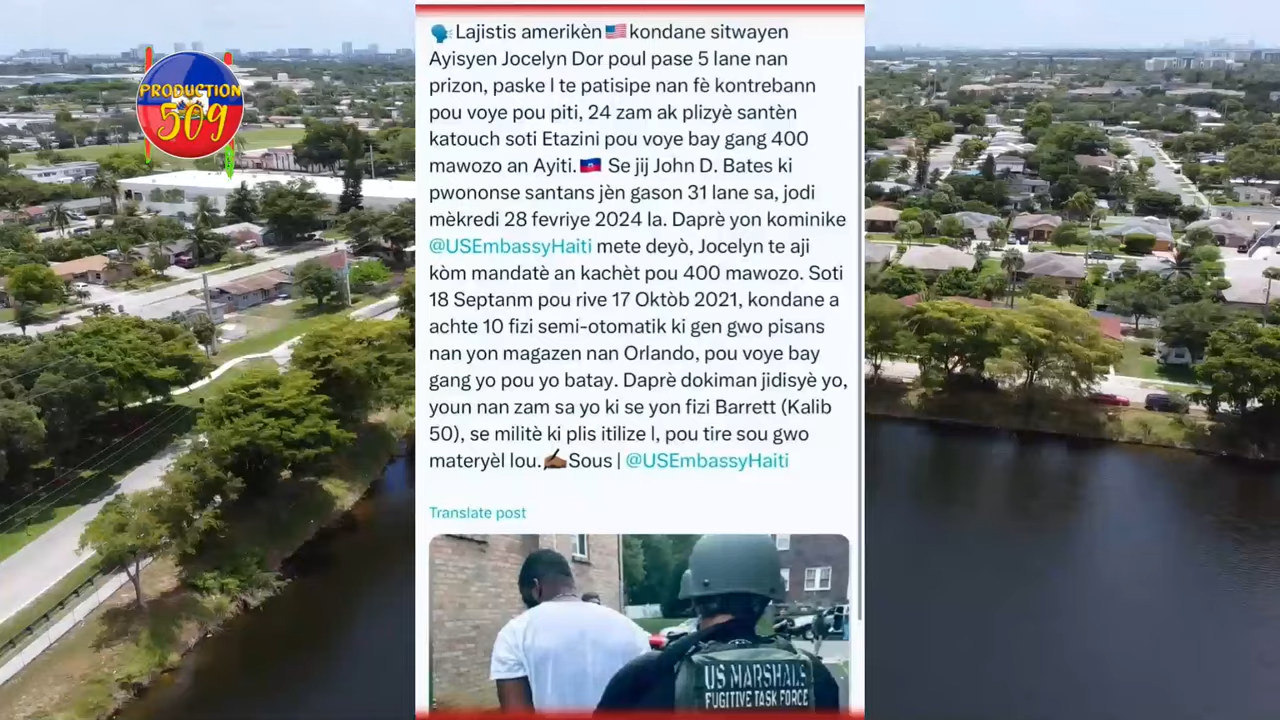 PRODUCTION
509
🗣️Lajistis amerikèn🇺🇸kondane sitwayen
Ayisyen Jocelyn Dor poul pase 5 lane nan
prizon, paske l te patisipe nan fè kontrebann
pou voye pou piti, 24 zam ak plizyè santèn
katouch soti Etazini pou voye bay gang 400
mawozo an Ayiti.🇭🇹 Se jij John D. Bates ki
pwononse santans jèn gason 31 lane sa, jodi
mèkredi 28 fevriye 2024 la. Daprè yon kominike
@USEmbassyHaiti mete deyò, Jocelyn te aji
kòm mandatè an kachèt pou 400 mawozo. Soti
18 Septanm pou rive 17 Oktòb 2021, kondane a
achte 10 fizi semi-otomatik ki gen gwo pisans
nan yon magazen nan Orlando, pou voye bay
gang yo pou yo batay. Daprè dokiman jidisyè yo,
youn nan zam sa yo ki se yon fizi Barrett (Kalib
50), se militè ki plis itilize l, pou tire sou gwo
materyèl lou.✍🏾Sous | @USEmbassyHaiti
Translate post
US MARSHALS
FUGITIVE TASK FORCE